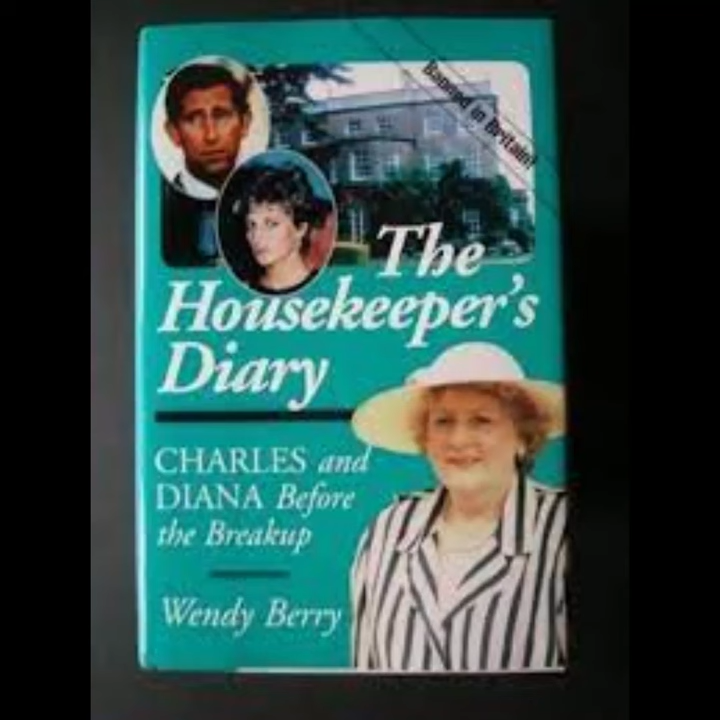 Banned in Britain!
The
Housekeeper's
Diary
CHARLES and
DIANA Before
the Breakup
Wendy Berry